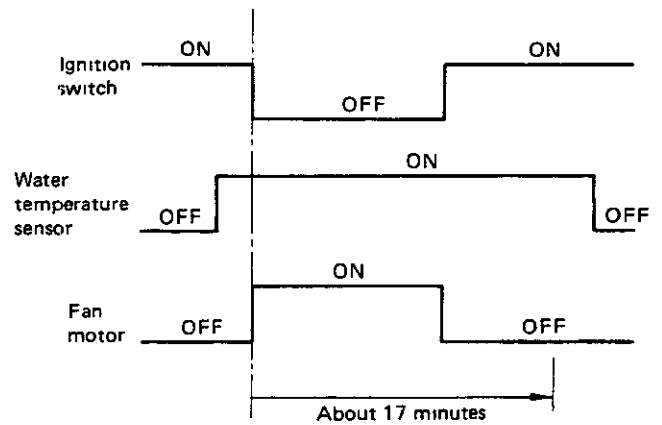 ON
ON
Ignition
switch
OFF
ON
Water
temperature
sensor
OFF
OFF
ON
Fan
motor
OFF
OFF
About 17 minutes